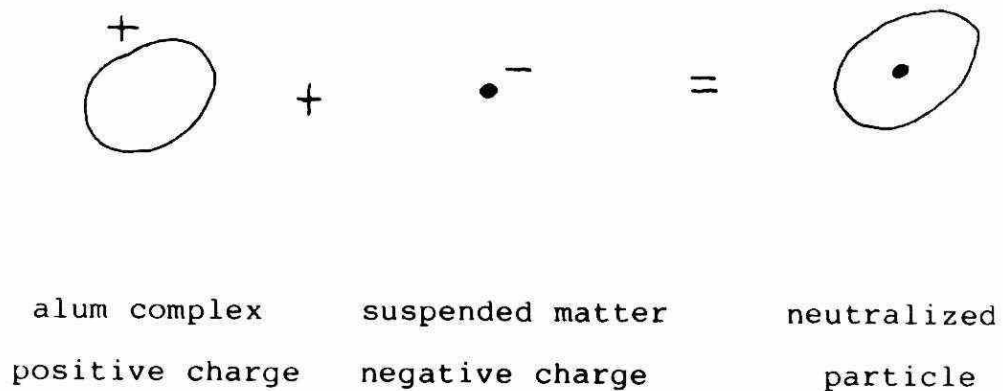 +
+ − =
alum complex suspended matter neutralized
positive charge negative charge particle